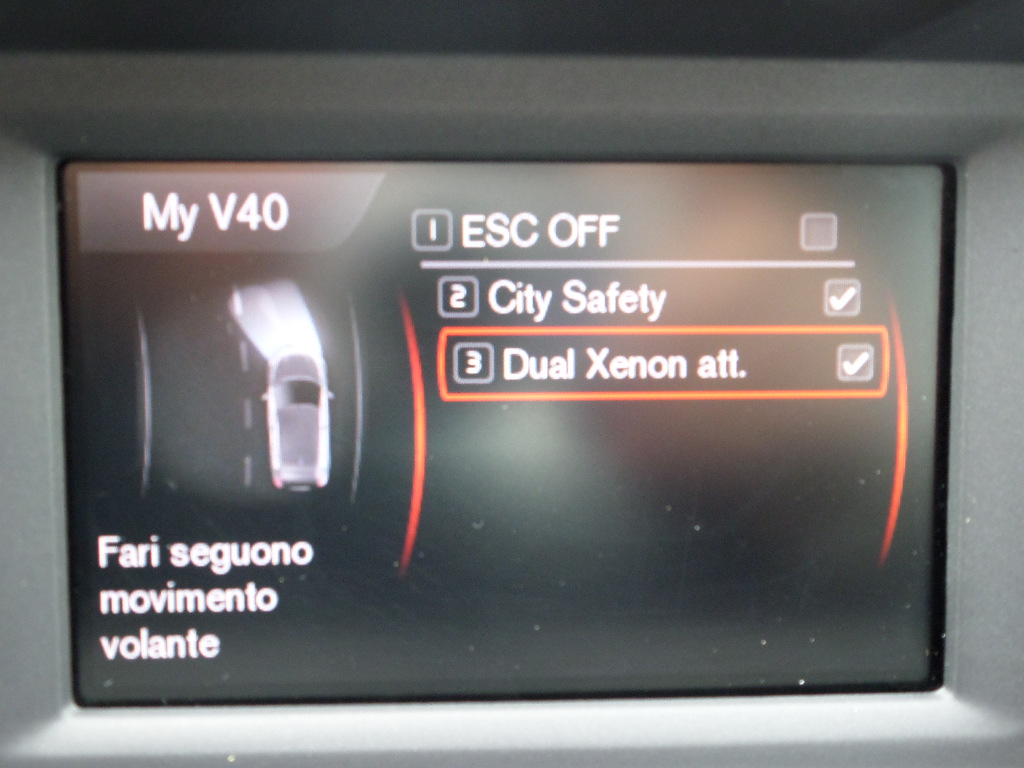 My V40
1 ESC OFF
2 City Safety
3 Dual Xenon att.
Fari seguono
movimento
volante